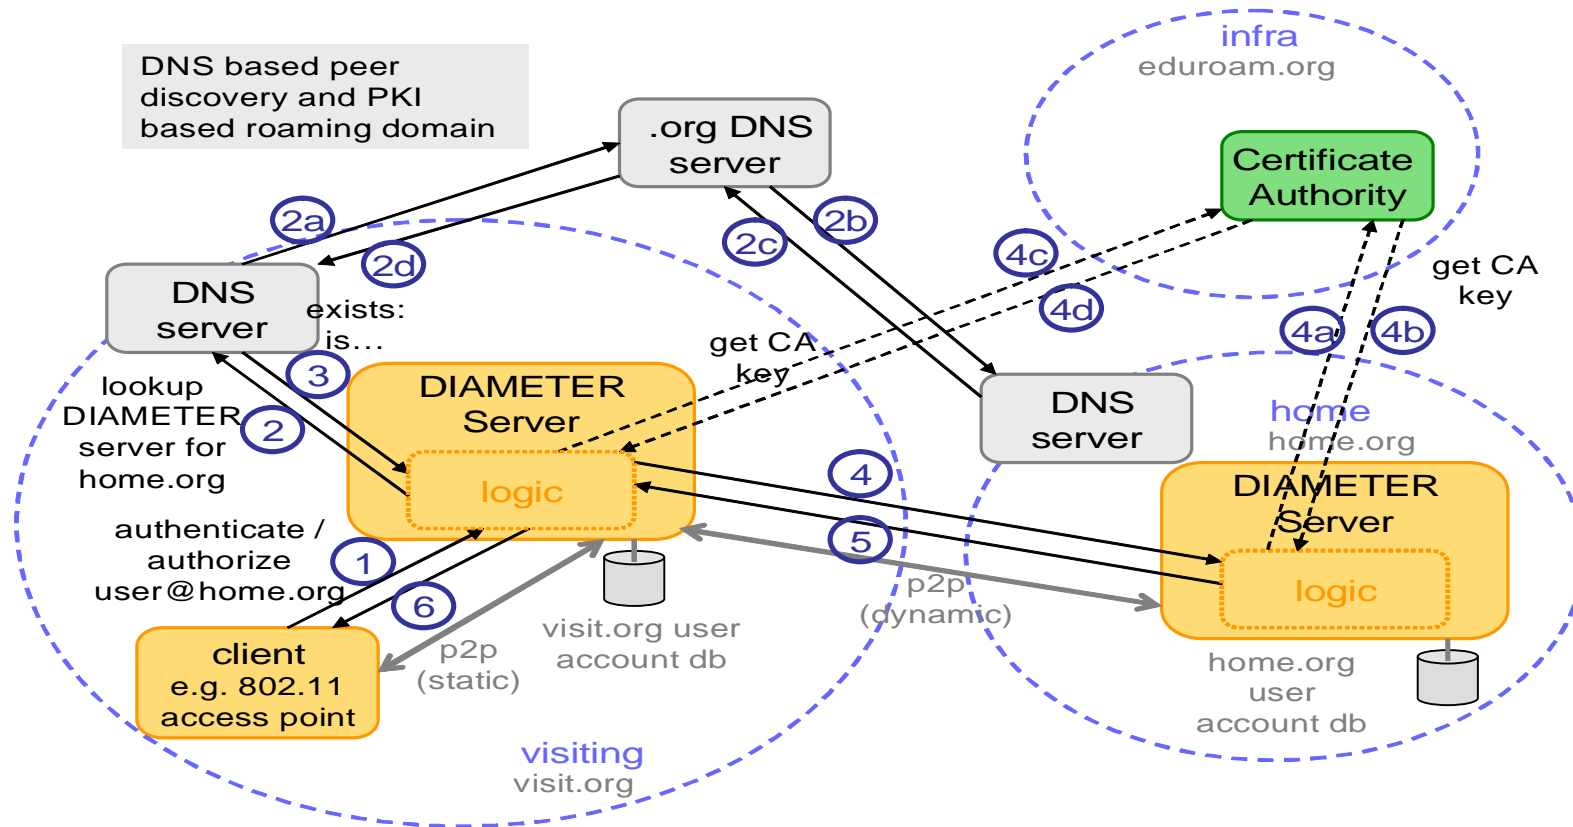 DNS based peer
discovery and PKI
based roaming domain
.org DNS
server
infra
eduroam.org
Certificate
Authority
2a
2b
2c
2d
4c
4d
get CA
key
4a
4b
DNS
server
exists:
is...
get CA
key
3
lookup
DIAMETER
server for
home.org
2
DIAMETER
Server
logic
DNS
server
home
home.org
4
5
DIAMETER
Server
logic
authenticate /
authorize
user@home.org
1
6
p2p
(dynamic)
visit.org user
account db
p2p
(static)
client
e.g. 802.11
access point
home.org
user
account db
visiting
visit.org